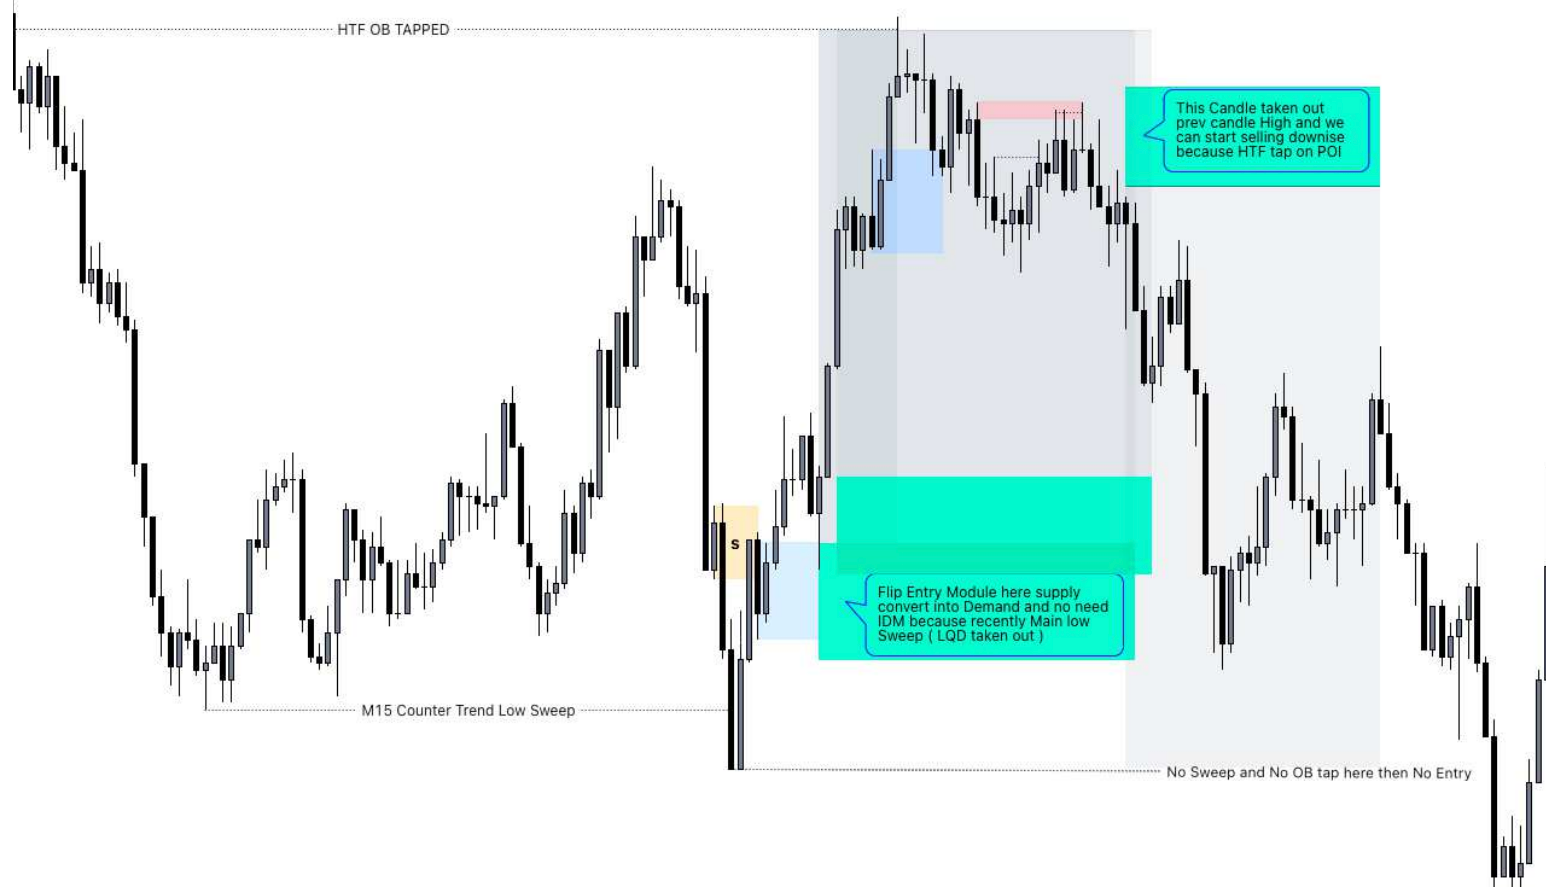 HTF OB TAPPED
This Candle taken out
prev candle High and we
can start selling downise
because HTF tap on POI
S
Flip Entry Module here supply
convert into Demand and no need
IDM because recently Main low
Sweep ( LQD taken out )
M15 Counter Trend Low Sweep
No Sweep and No OB tap here then No Entry